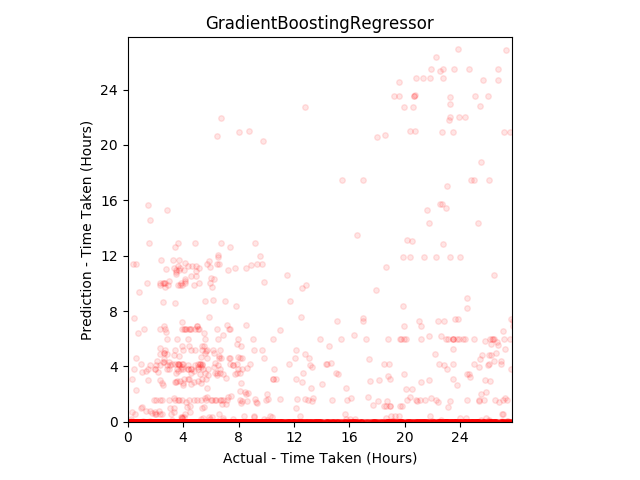 GradientBoostingRegressor
Prediction - Time Taken (Hours)
24
20
16
12
8
4
0
0 4 8 12 16 20 24
Actual - Time Taken (Hours)